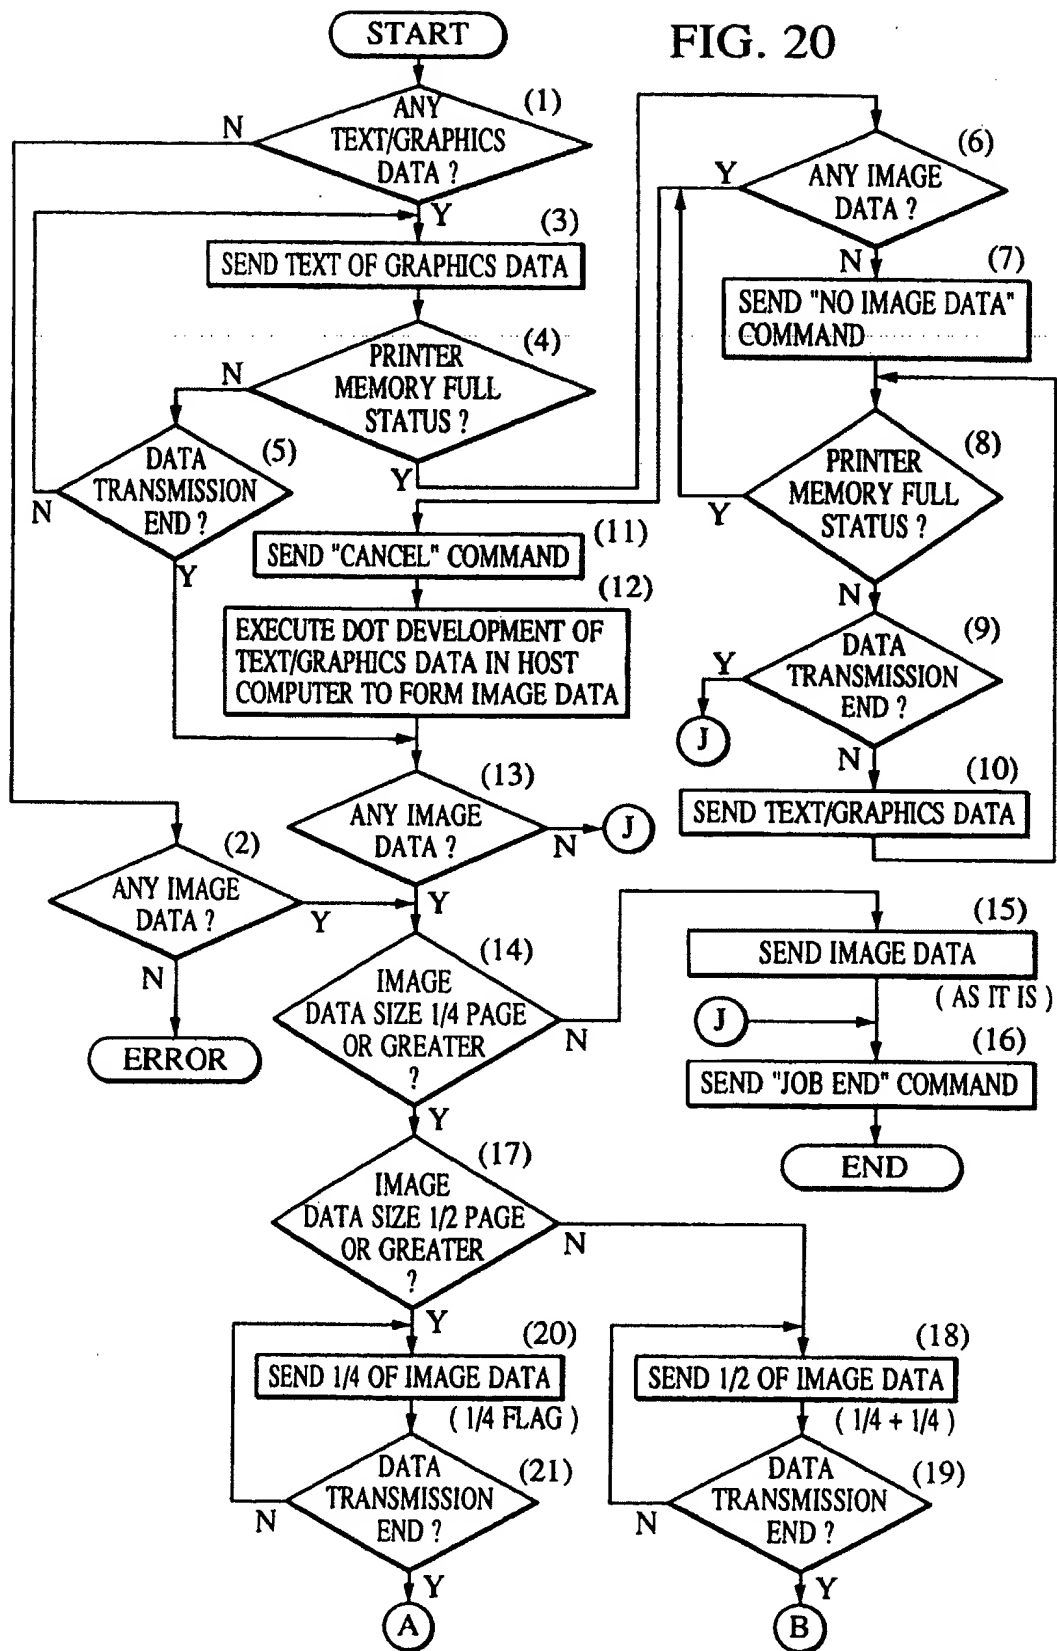 FIG. 20
START
(1)
ANY
TEXT/GRAPHICS
DATA ?
N
Y
(3)
SEND TEXT OF GRAPHICS DATA
(4)
PRINTER
MEMORY FULL
STATUS ?
N
Y
(5)
DATA
TRANSMISSION
END ?
N
Y
(6)
ANY IMAGE
DATA ?
Y
N
(7)
SEND "NO IMAGE DATA"
COMMAND
(8)
PRINTER
MEMORY FULL
STATUS ?
Y
N
(9)
DATA
TRANSMISSION
END ?
Y
J
N
(10)
SEND TEXT/GRAPHICS DATA
(11)
SEND "CANCEL" COMMAND
(12)
EXECUTE DOT DEVELOPMENT OF
TEXT/GRAPHICS DATA IN HOST
COMPUTER TO FORM IMAGE DATA
(13)
ANY IMAGE
DATA ?
N
J
Y
(2)
ANY IMAGE
DATA ?
Y
N
ERROR
(14)
IMAGE
DATA SIZE 1/4 PAGE
OR GREATER
?
N
Y
(15)
SEND IMAGE DATA
( AS IT IS )
J
(16)
SEND "JOB END" COMMAND
END
(17)
IMAGE
DATA SIZE 1/2 PAGE
OR GREATER
?
N
Y
(20)
SEND 1/4 OF IMAGE DATA
( 1/4 FLAG )
(21)
DATA
TRANSMISSION
END ?
N
Y
A
(18)
SEND 1/2 OF IMAGE DATA
( 1/4 + 1/4 )
(19)
DATA
TRANSMISSION
END ?
N
Y
B